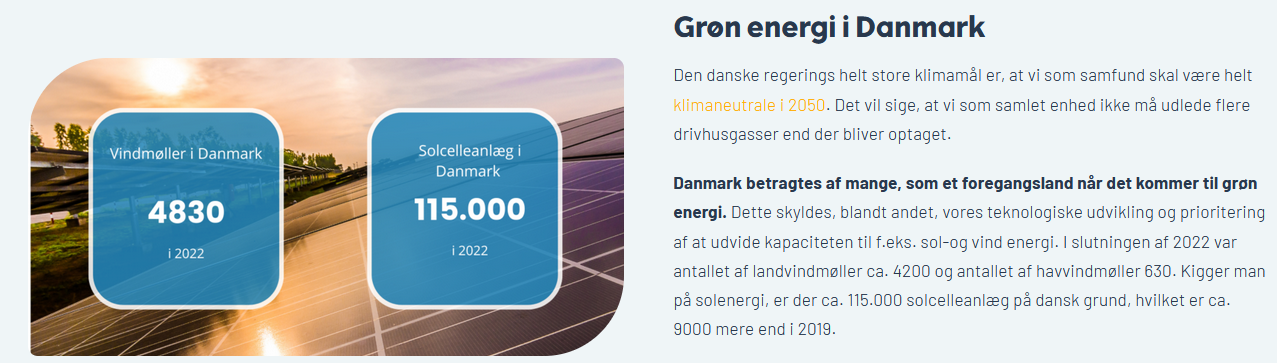 Vindmøller i Danmark
4830
i 2022
Solcelleanlæg i
Danmark
115.000
i 2022
Grøn energi i Danmark
Den danske regerings helt store klimamål er, at vi som samfund skal være helt
klimaneutrale i 2050. Det vil sige, at vi som samlet enhed ikke må udlede flere
drivhusgasser end der bliver optaget.
Danmark betragtes af mange, som et foregangsland når det kommer til grøn
energi. Dette skyldes, blandt andet, vores teknologiske udvikling og prioritering
af at udvide kapaciteten til f.eks. sol-og vind energi. I slutningen af 2022 var
antallet af landvindmøller ca. 4200 og antallet af havvindmøller 630. Kigger man
på solenergi, er der ca. 115.000 solcelleanlæg på dansk grund, hvilket er ca.
9000 mere end i 2019.